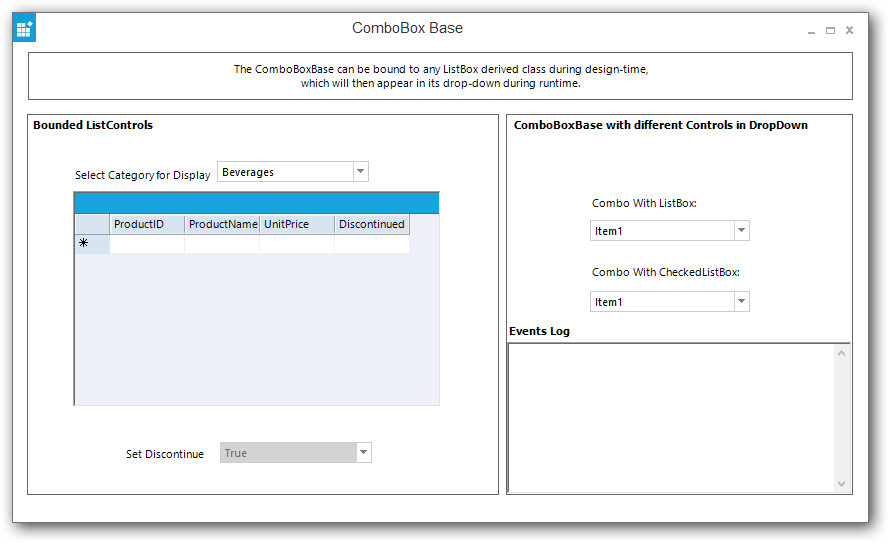 ComboBox Base
The ComboBoxBase can be bound to any ListBox derived class during design-time,
which will then appear in its drop-down during runtime.
Bounded ListControls
Select Category for Display
Beverages
ProductID ProductName UnitPrice Discontinued
Set Discontinue
True
ComboBoxBase with different Controls in DropDown
Combo With ListBox:
Item1
Combo With CheckedListBox:
Item1
Events Log